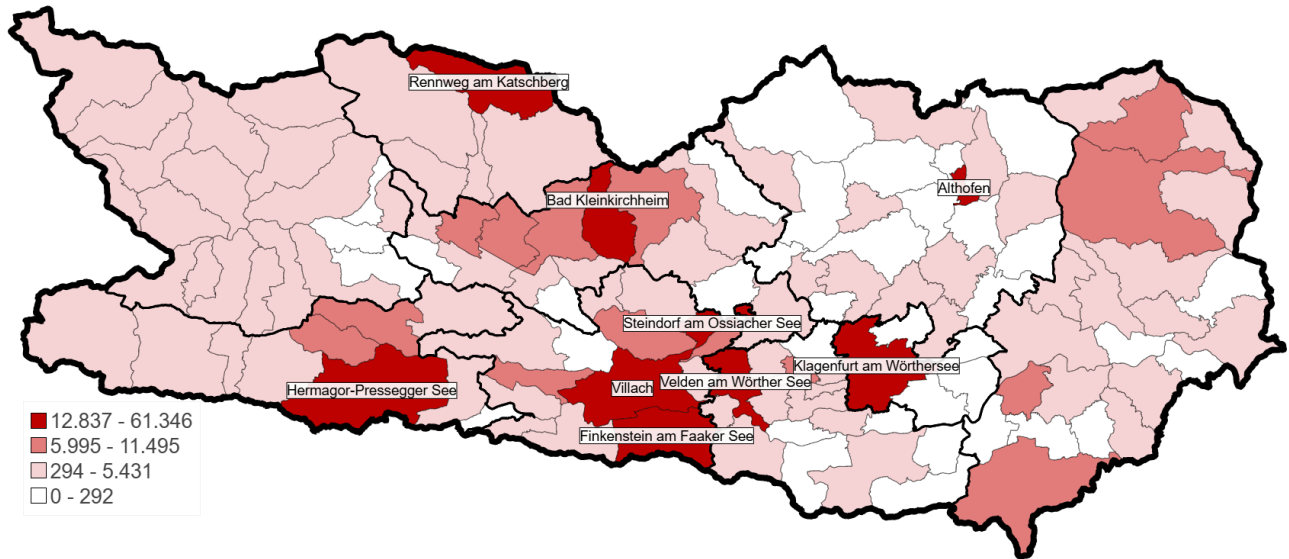 Rennweg am Katschberg
Bad Kleinkirchheim
Althofen
Steindorf am Ossiacher See
Klagenfurt am Wörthersee
Velden am Wörther See
Villach
Hermagor-Pressegger See
Finkenstein am Faaker See
12.837 - 61.346
5.995 - 11.495
294 - 5.431
0 - 292